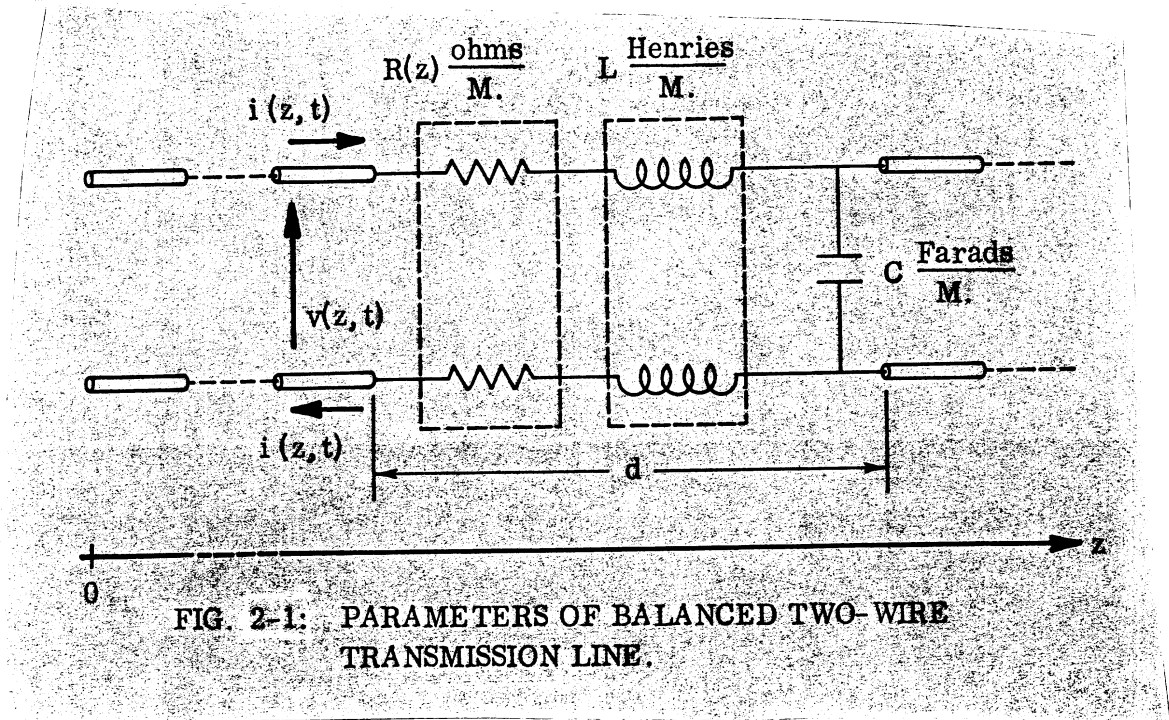 R(z) ohms/M.
L Henries/M.
i (z, t)
C Farads/M.
v(z, t)
i (z, t)
d
z
0
FIG. 2-1: PARAMETERS OF BALANCED TWO-WIRE
TRANSMISSION LINE.